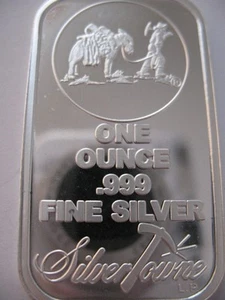 ONE
OUNCE
.999
FINE SILVER
SilverTowne
L.P.